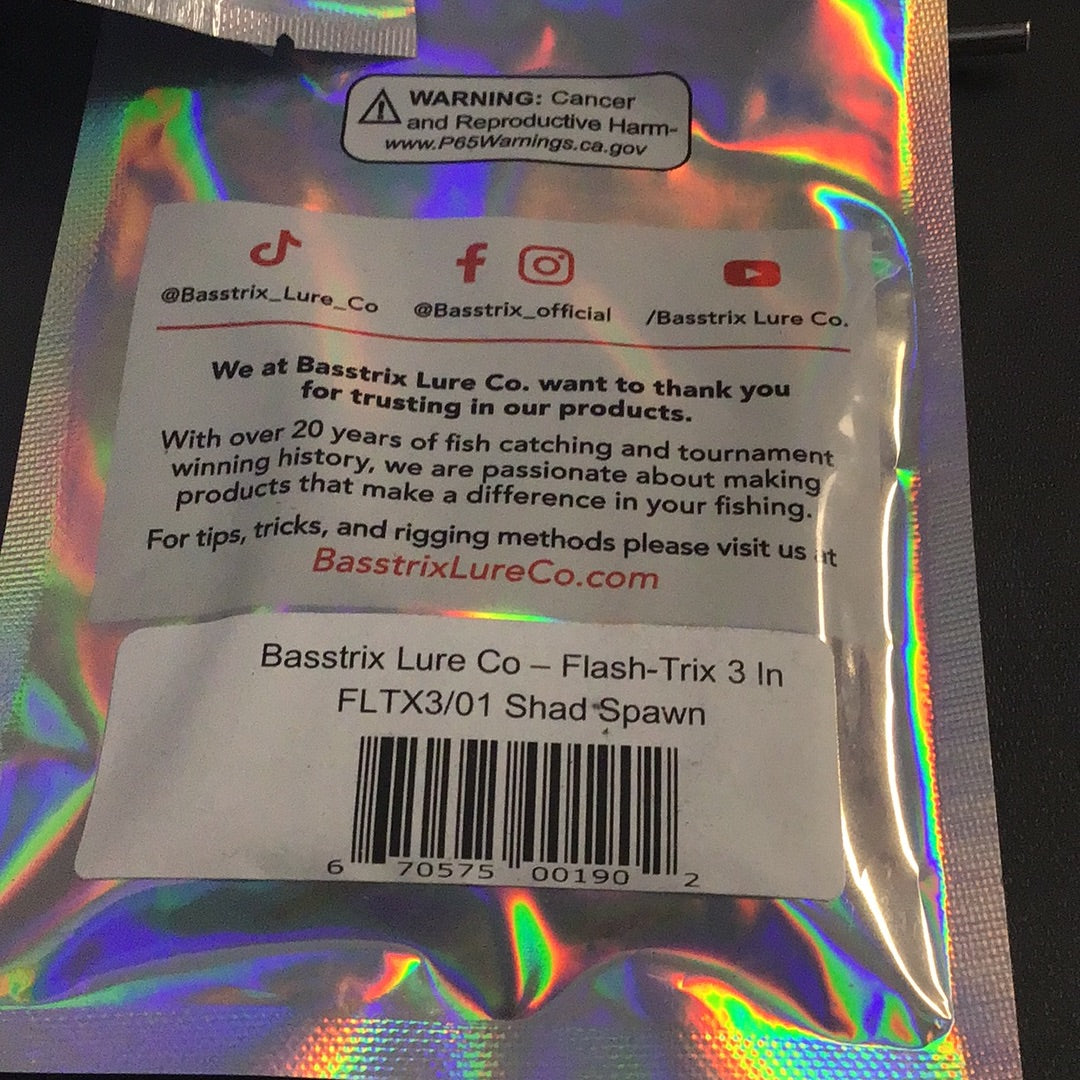 WARNING: Cancer
and Reproductive Harm-
www.P65Warnings.ca.gov
@Basstrix_Lure_Co
@Basstrix_official
/Basstrix Lure Co.
We at Basstrix Lure Co. want to thank you
for trusting in our products.
With over 20 years of fish catching and tournament
winning history, we are passionate about making
products that make a difference in your fishing.
For tips, tricks, and rigging methods please visit us at
BasstrixLureCo.com
Basstrix Lure Co – Flash-Trix 3 In
FLTX3/01 Shad Spawn
6 70575 00190 2